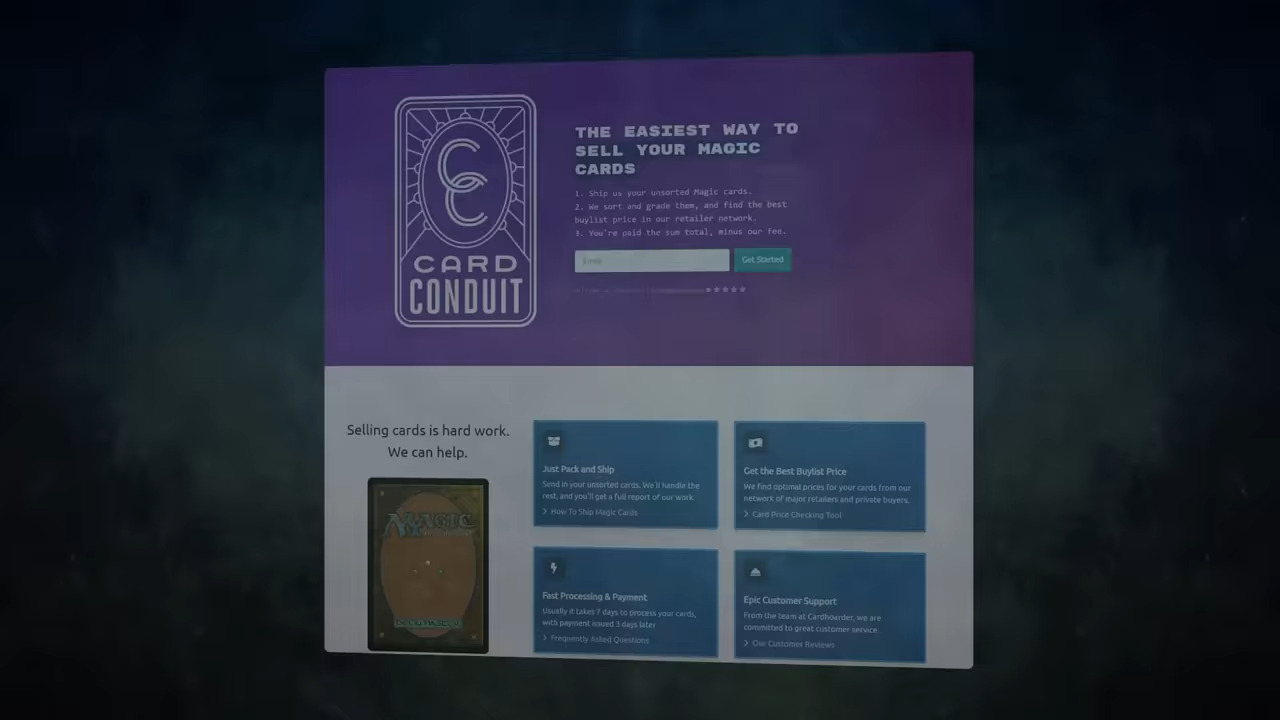 CC
CARD
CONDUIT
THE EASIEST WAY TO
SELL YOUR MAGIC
CARDS
1. Ship us your unsorted Magic cards.
2. We sort and grade them, and find the best
buylist price in our retailer network.
3. You're paid the sum total, minus our fee.
Email
Get Started
Selling cards is hard work.
We can help.
MAGIC
DECKMASTER
Just Pack and Ship
Send in your unsorted cards. We'll handle the
rest, and you'll get a full report of our work.
How To Ship Magic Cards
Get the Best Buylist Price
We find optimal prices for your cards from our
network of major retailers and private buyers.
Card Price Checking Tool
Fast Processing & Payment
Usually it takes 7 days to process your cards,
with payment issued 3 days later
Frequently Asked Questions
Epic Customer Support
From the team at Cardhoarder, we are
committed to great customer service.
Our Customer Reviews